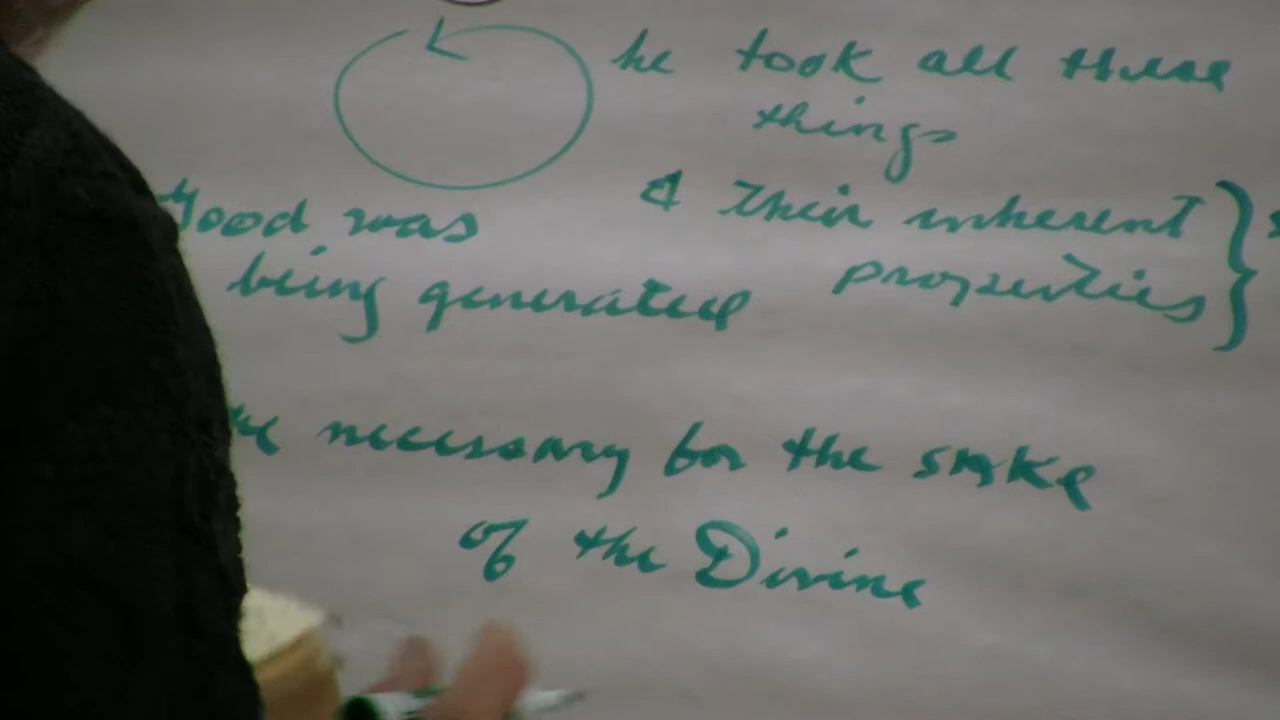 he took all these
things
& their inherent
properties
Good was
being generated
the necessary for the sake
of the Divine